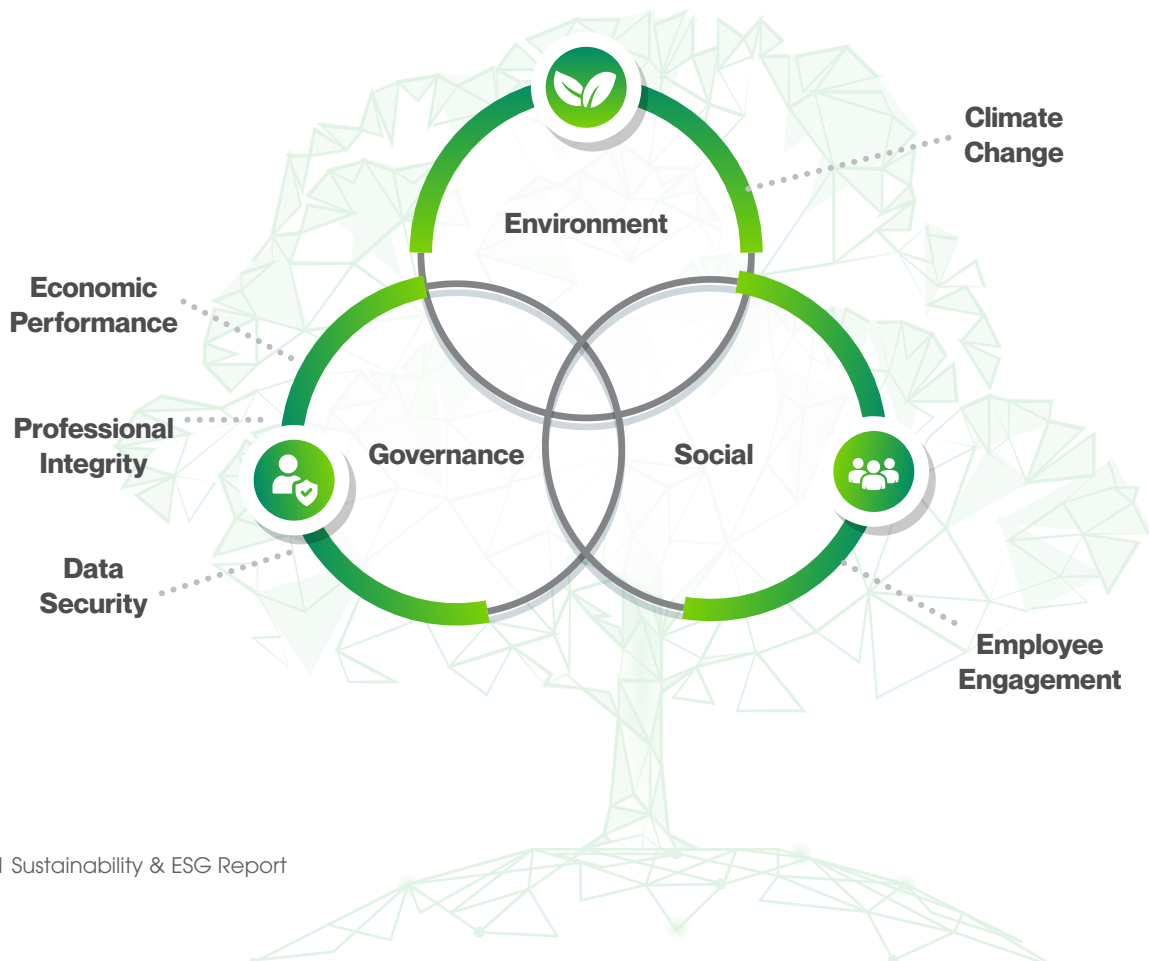 Climate
Change
Environment
Economic
Performance
Professional
Integrity
Governance
Social
Data
Security
Employee
Engagement
Sustainability & ESG Report